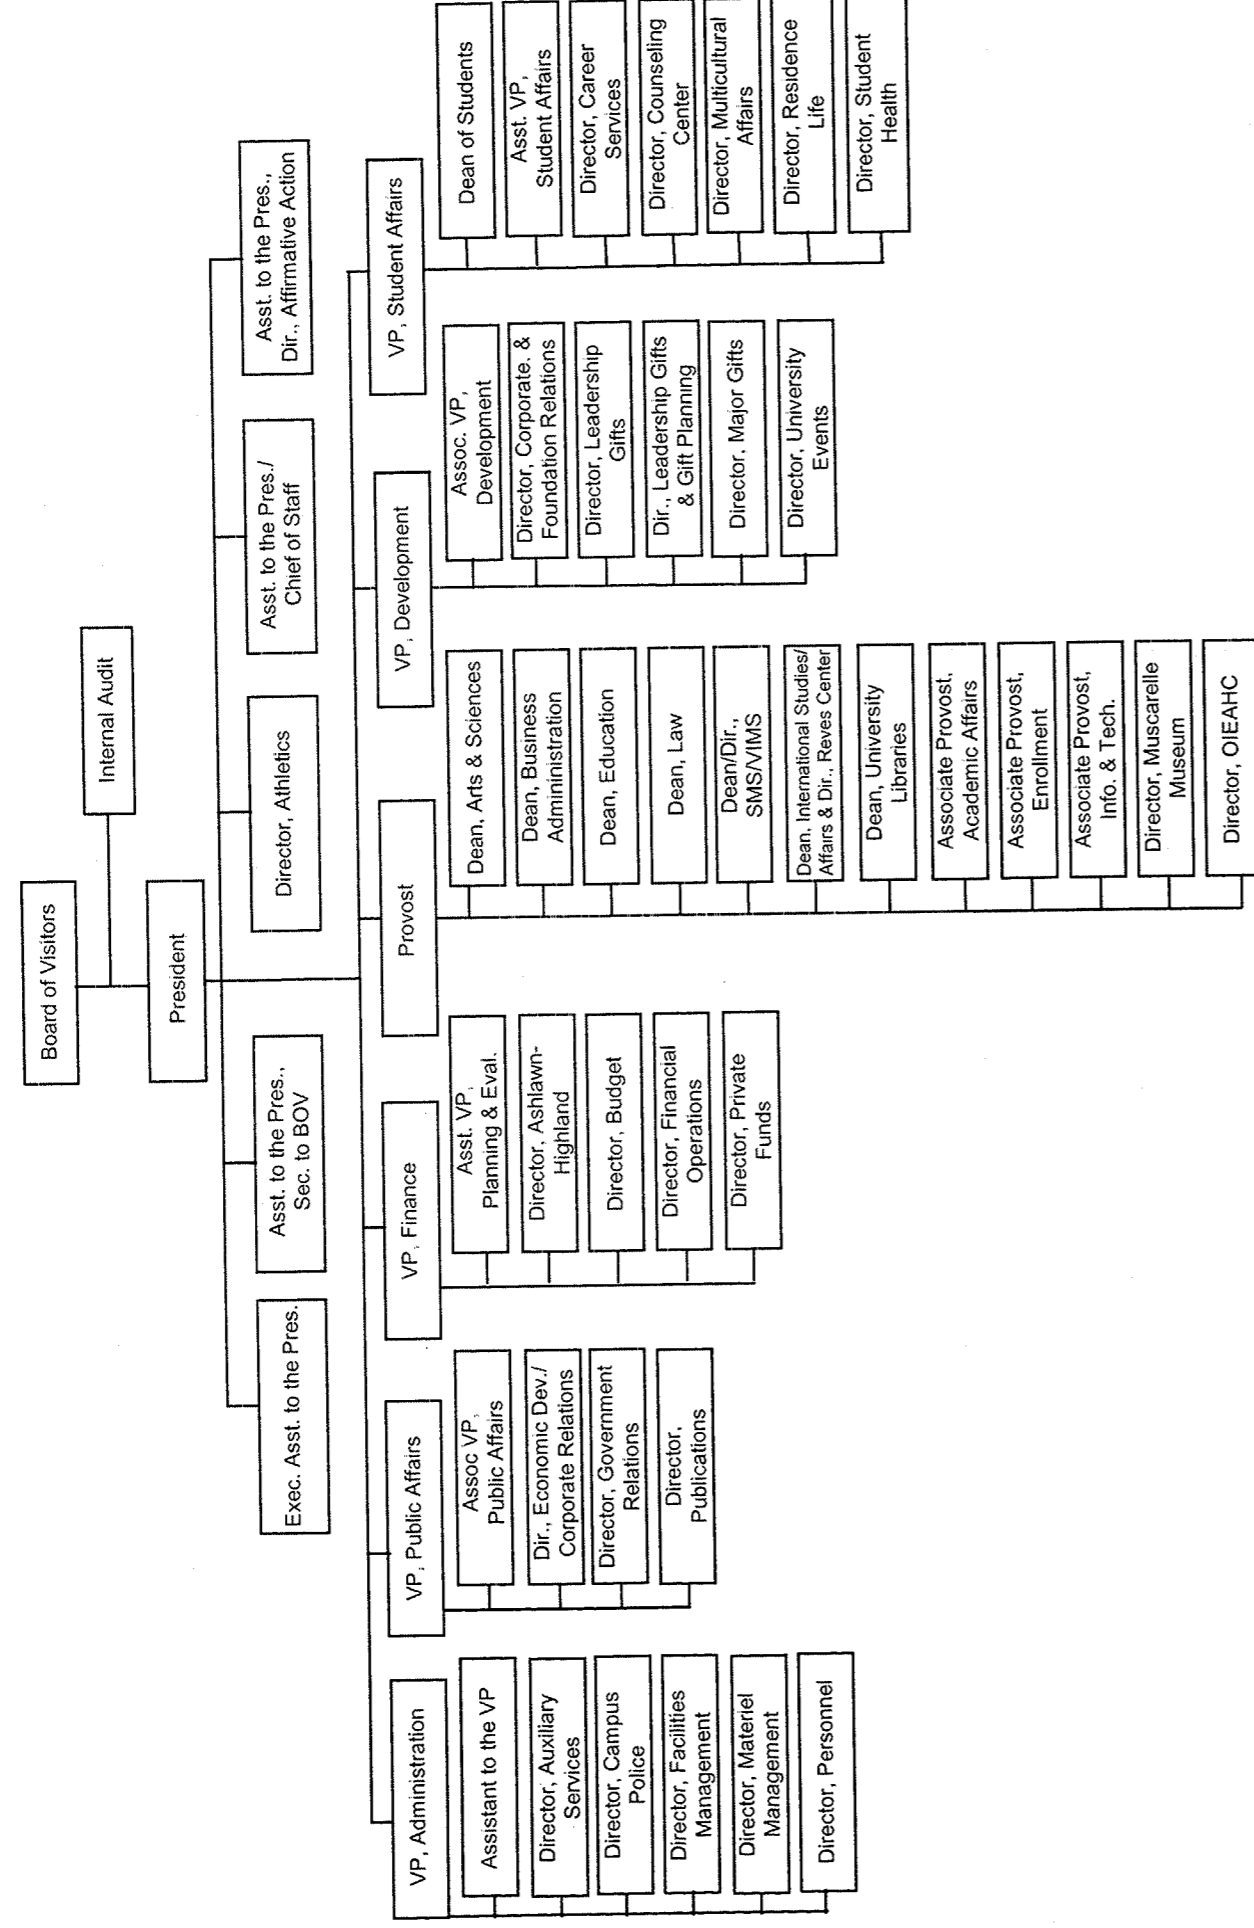 Board of Visitors
Internal Audit
President
Exec. Asst. to the Pres.
Asst. to the Pres.,
Sec. to BOV
Director, Athletics
Asst. to the Pres./
Chief of Staff
Asst. to the Pres.,
Dir., Affirmative Action
VP, Administration
Assistant to the VP
Director, Auxiliary
Services
Director, Campus
Police
Director, Facilities
Management
Director, Materiel
Management
Director, Personnel
VP, Public Affairs
Assoc VP,
Public Affairs
Dir., Economic Dev./
Corporate Relations
Director, Government
Relations
Director,
Publications
VP, Finance
Asst. VP,
Planning & Eval.
Director, Ashlawn-
Highland
Director, Budget
Director, Financial
Operations
Director, Private
Funds
Provost
Dean, Arts & Sciences
Dean, Business
Administration
Dean, Education
Dean, Law
Dean/Dir.,
SMS/VIMS
Dean, International Studies/
Affairs & Dir., Reves Center
Dean, University
Libraries
Associate Provost,
Academic Affairs
Associate Provost,
Enrollment
Associate Provost,
Info. & Tech.
Director, Muscarelle
Museum
Director, OIEAHC
VP, Development
Assoc. VP,
Development
Director, Corporate. &
Foundation Relations
Director, Leadership
Gifts
Dir., Leadership Gifts
& Gift Planning
Director, Major Gifts
Director, University
Events
VP, Student Affairs
Dean of Students
Asst. VP,
Student Affairs
Director, Career
Services
Director, Counseling
Center
Director, Multicultural
Affairs
Director, Residence
Life
Director, Student
Health